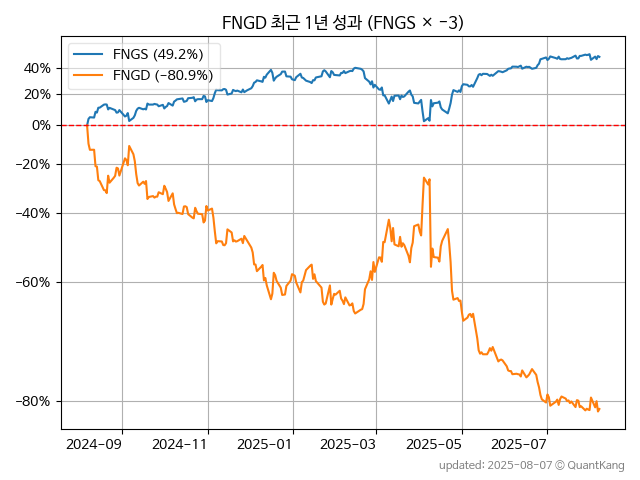 FNGD 최근 1년 성과 (FNGS × −3)
FNGS (49.2%)
FNGD (−80.9%)
40%
20%
0%
−20%
−40%
−60%
−80%
2024-09 2024-11 2025-01 2025-03 2025-05 2025-07
updated: 2025-08-07 © QuantKang